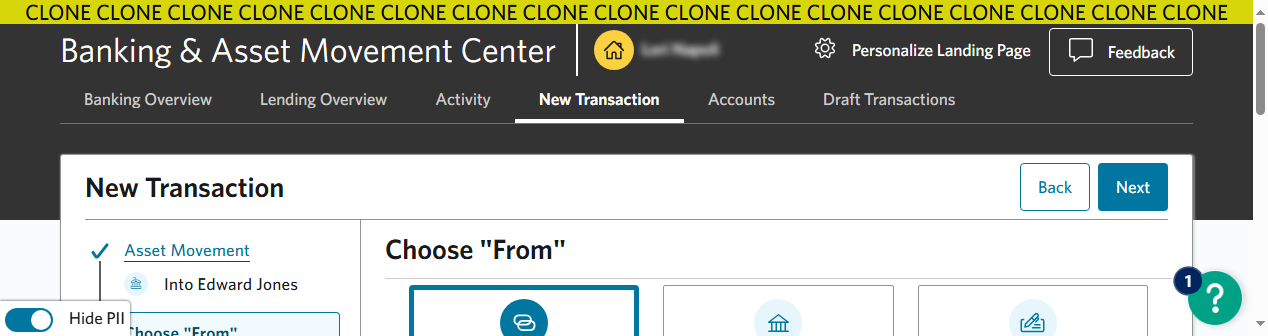 CLONE CLONE CLONE CLONE CLONE CLONE CLONE CLONE CLONE CLONE CLONE CLONE CLONE CLONE CLONE CLONE CLONE
Banking & Asset Movement Center
Personalize Landing Page
Feedback
Banking Overview
Lending Overview
Activity
New Transaction
Accounts
Draft Transactions
New Transaction
Back
Next
Asset Movement
Into Edward Jones
Choose "From"
Choose "From"
1
?
Hide PII